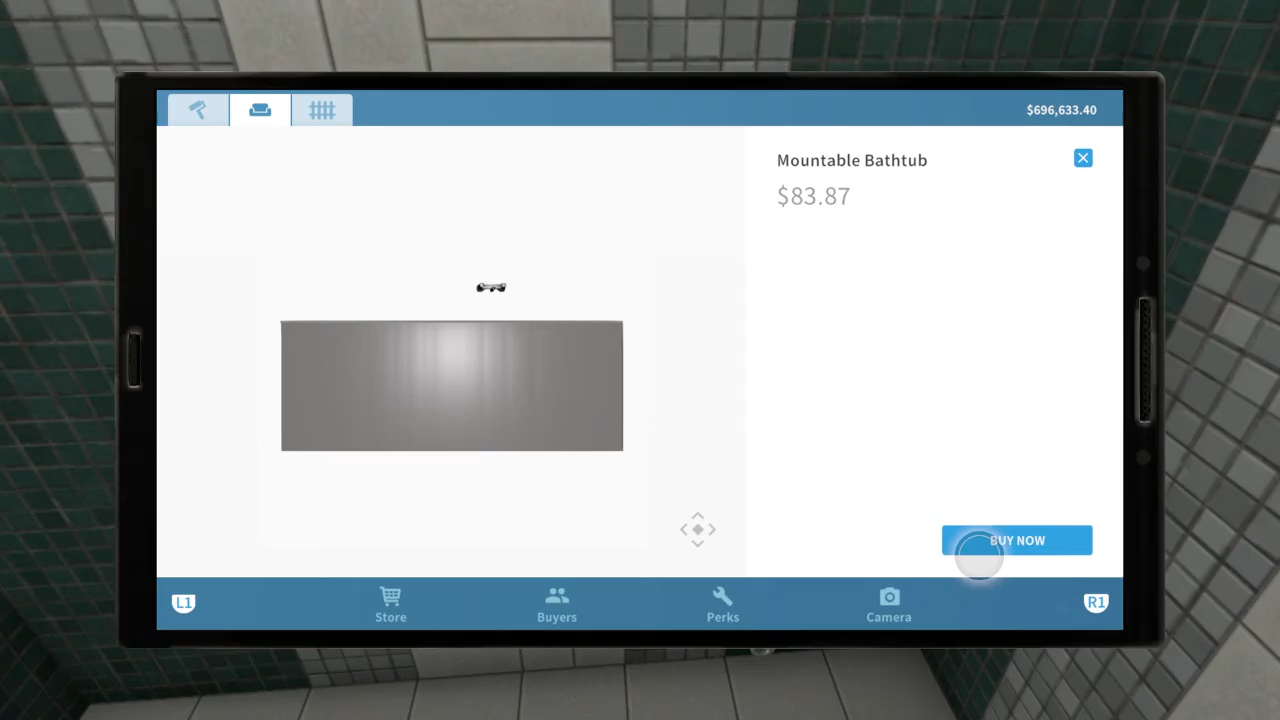 $696,633.40
Mountable Bathtub
$83.87
BUY NOW
L1
Store
Buyers
Perks
Camera
R1